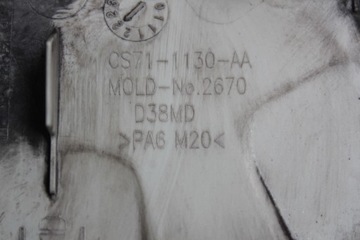 CS71-1130-AA
MOLD-No.2670
D38MD
>PA6 M20<